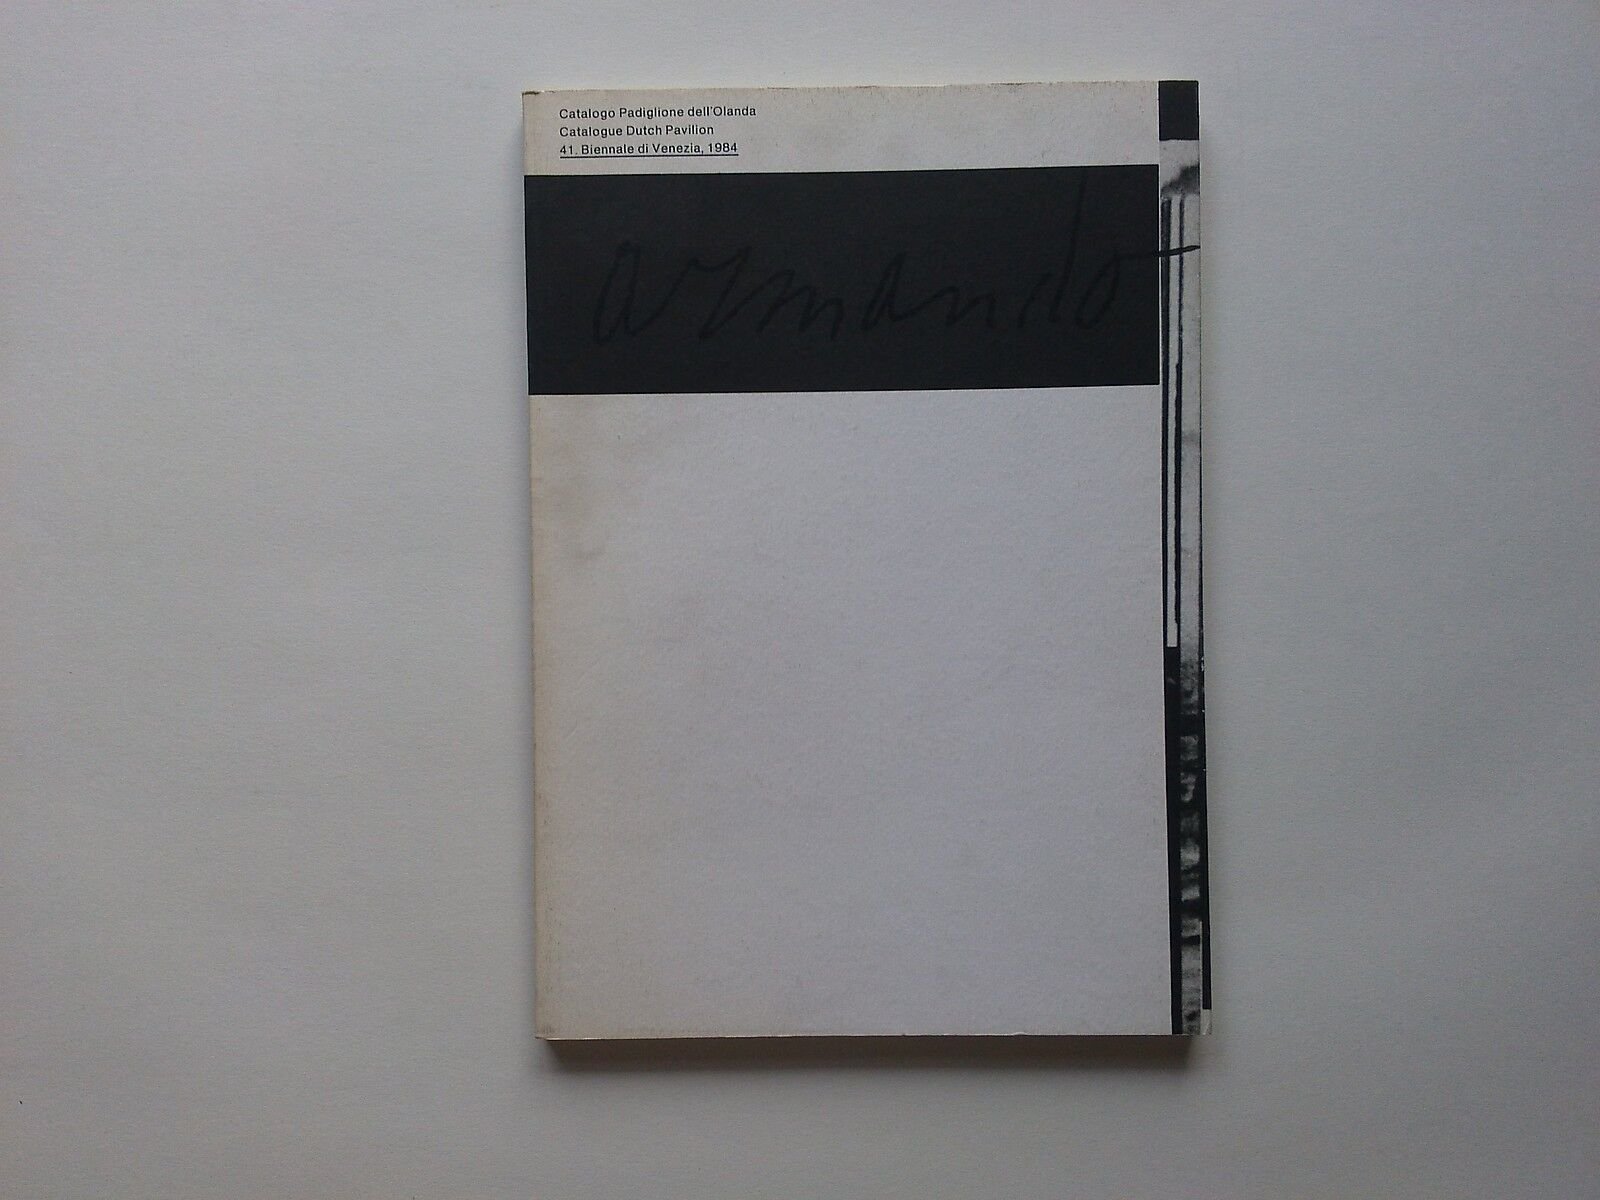 Catalogo Padiglione dell'Olanda
Catalogue Dutch Pavilion
41. Biennale di Venezia, 1984
armando